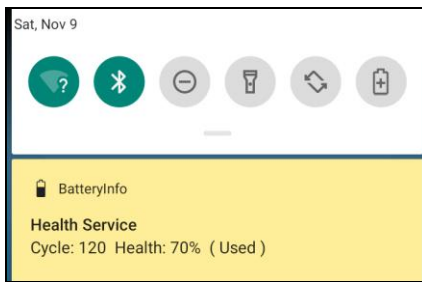 Sat, Nov 9
?
BatteryInfo
Health Service
Cycle: 120 Health: 70% ( Used )